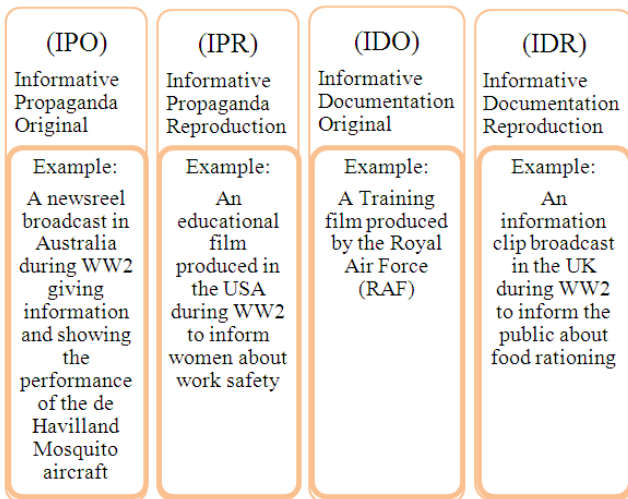 (IPO)
Informative
Propaganda
Original
Example:
A newsreel
broadcast in
Australia
during WW2
giving
information
and showing
the
performance
of the de
Havilland
Mosquito
aircraft
(IPR)
Informative
Propaganda
Reproduction
Example:
An
educational
film
produced in
the USA
during WW2
to inform
women about
work safety
(IDO)
Informative
Documentation
Original
Example:
A Training
film produced
by the Royal
Air Force
(RAF)
(IDR)
Informative
Documentation
Reproduction
Example:
An
information
clip broadcast
in the UK
during WW2
to inform the
public about
food rationing